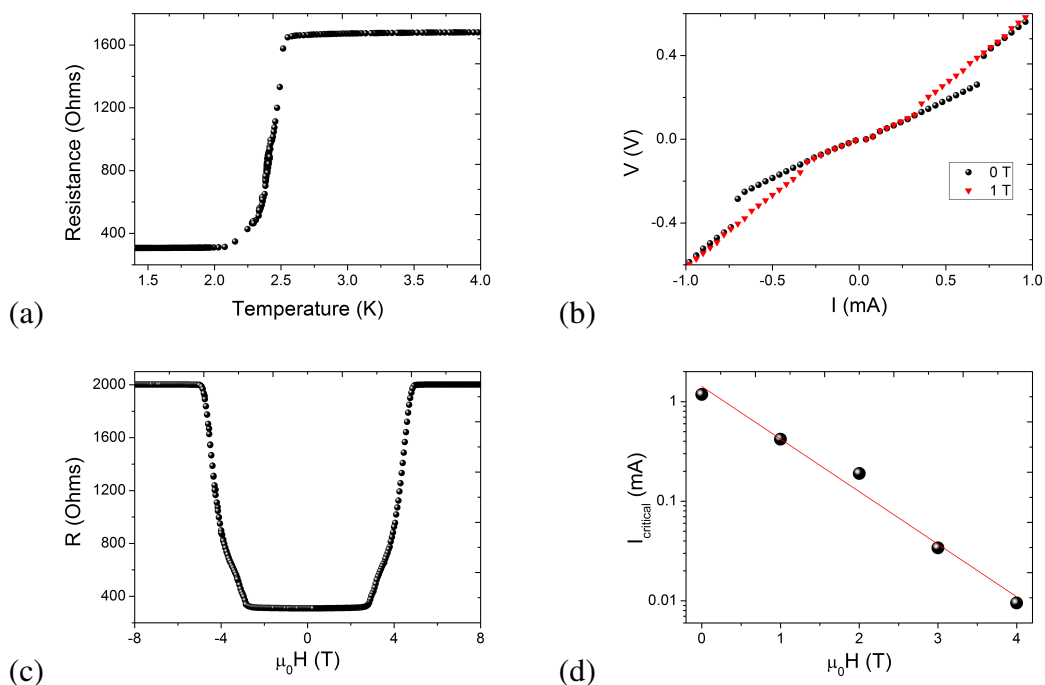 1600
1200
800
400
Resistance (Ohms)
1.5 2.0 2.5 3.0 3.5 4.0
Temperature (K)
(a)
0.4
0.0
-0.4
V (V)
0 T
1 T
-1.0 -0.5 0.0 0.5 1.0
I (mA)
(b)
2000
1600
1200
800
400
R (Ohms)
-8 -4 0 4 8
μ0H (T)
(c)
1
0.1
0.01
Icritical (mA)
0 1 2 3 4
μ0H (T)
(d)